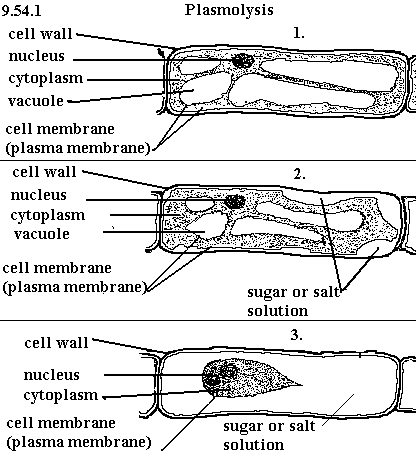 9.54.1
Plasmolysis
1.
cell wall
nucleus
cytoplasm
vacuole
cell membrane
(plasma membrane)
2.
cell wall
nucleus
cytoplasm
vacuole
cell membrane
(plasma membrane)
sugar or salt
solution
3.
cell wall
nucleus
cytoplasm
cell membrane
(plasma membrane)
sugar or salt
solution